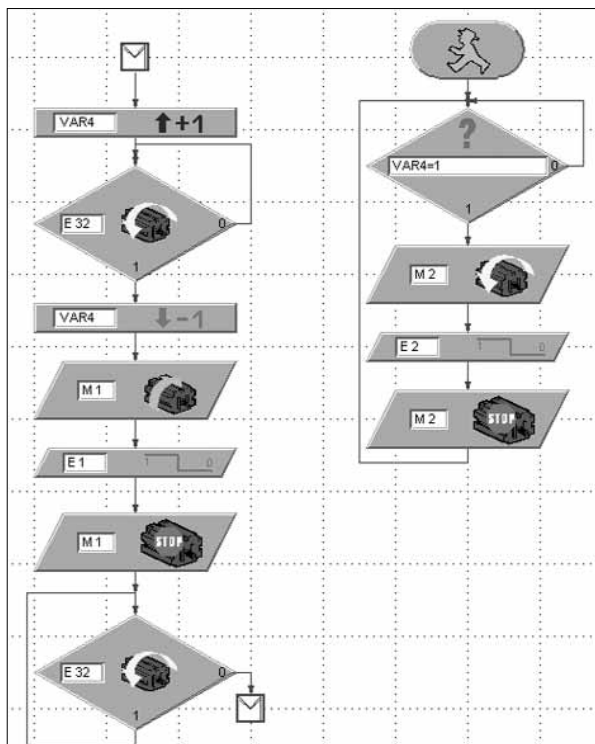 VAR4 +1
E 32
0
1
VAR4 -1
M 1
E 1 1 0
M 1 STOP
E 32
0
1
?
VAR4=1
0
1
M 2
E 2 1 0
M 2 STOP